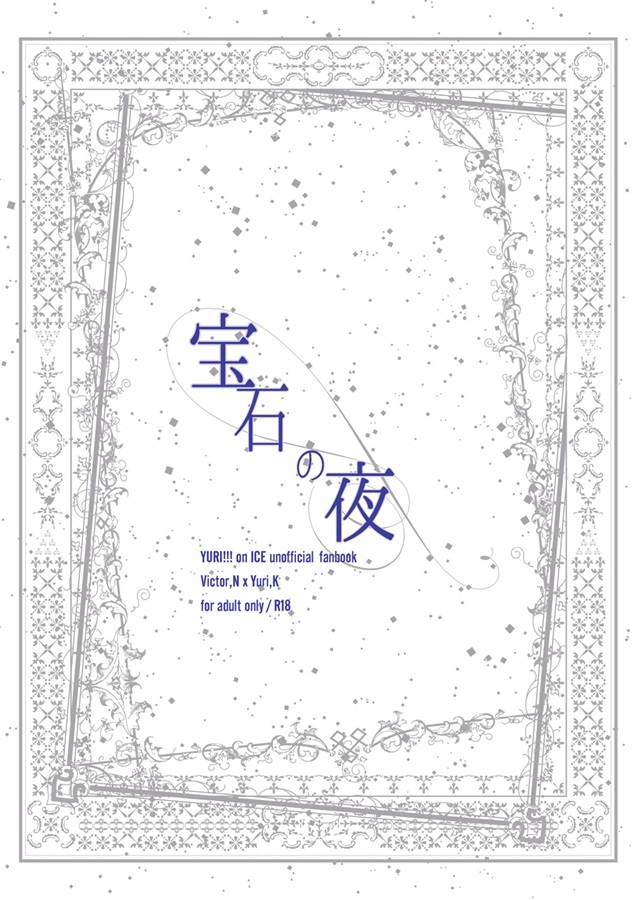 宝石の夜
YURI!!! on ICE unofficial fanbook
Victor,N x Yuri,K
for adult only / R18